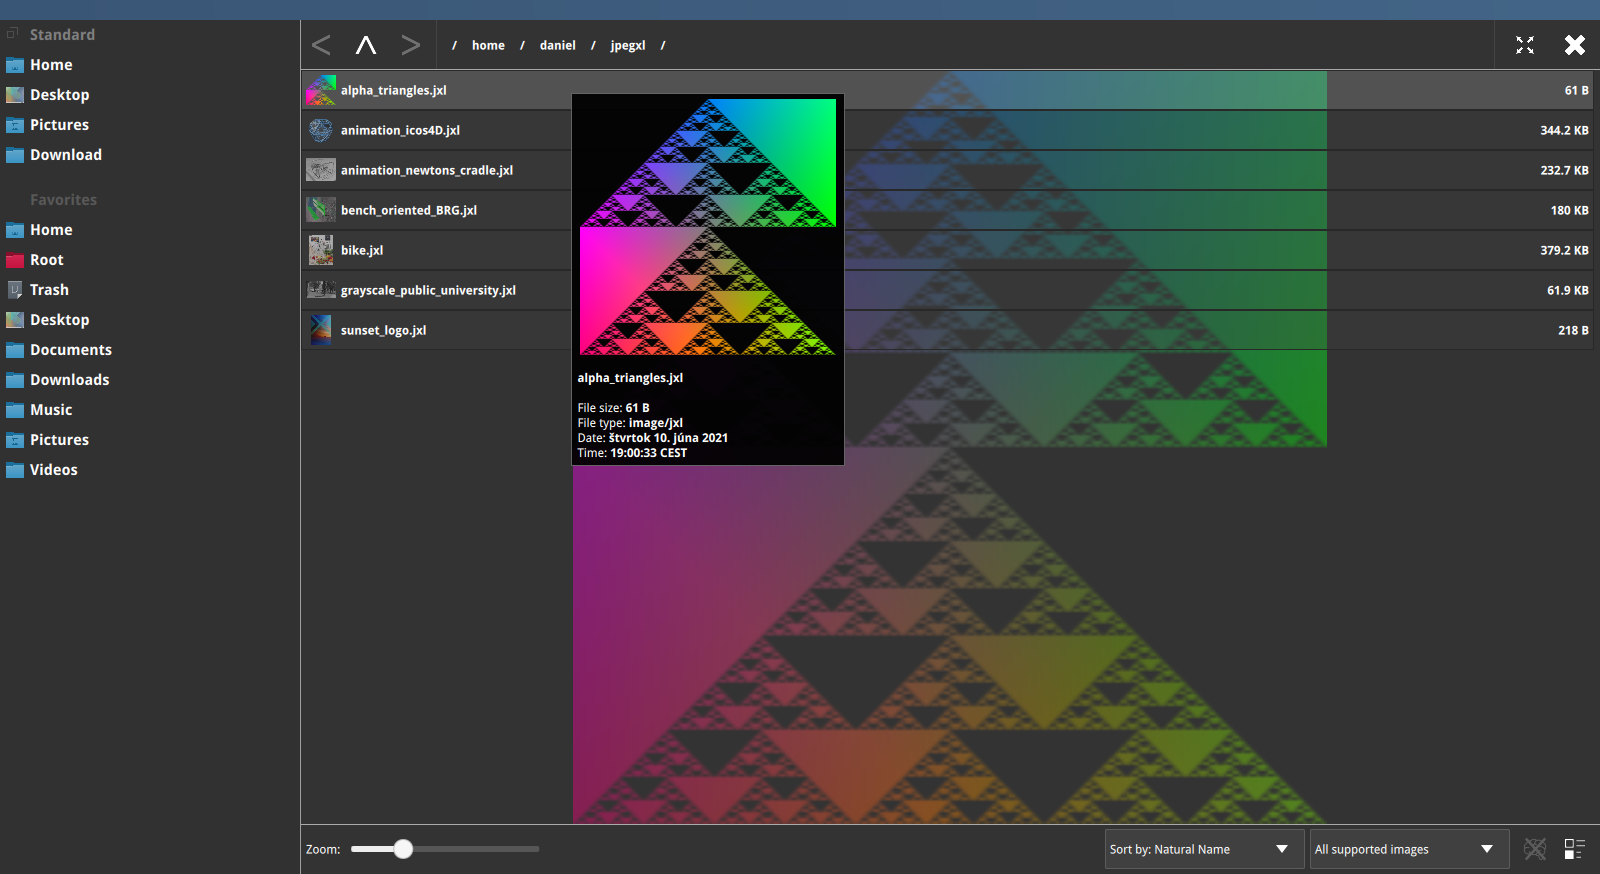 Standard
Home
Desktop
Pictures
Download
Favorites
Home
Root
Trash
Desktop
Documents
Downloads
Music
Pictures
Videos
/ home / daniel / jpegxl /
alpha_triangles.jxl 61 B
animation_icos4D.jxl 344.2 KB
animation_newtons_cradle.jxl 232.7 KB
bench_oriented_BRG.jxl 180 KB
bike.jxl 379.2 KB
grayscale_public_university.jxl 61.9 KB
sunset_logo.jxl 218 B
alpha_triangles.jxl
File size: 61 B
File type: image/jxl
Date: štvrtok 10. júna 2021
Time: 19:00:33 CEST
Zoom:
Sort by: Natural Name
All supported images